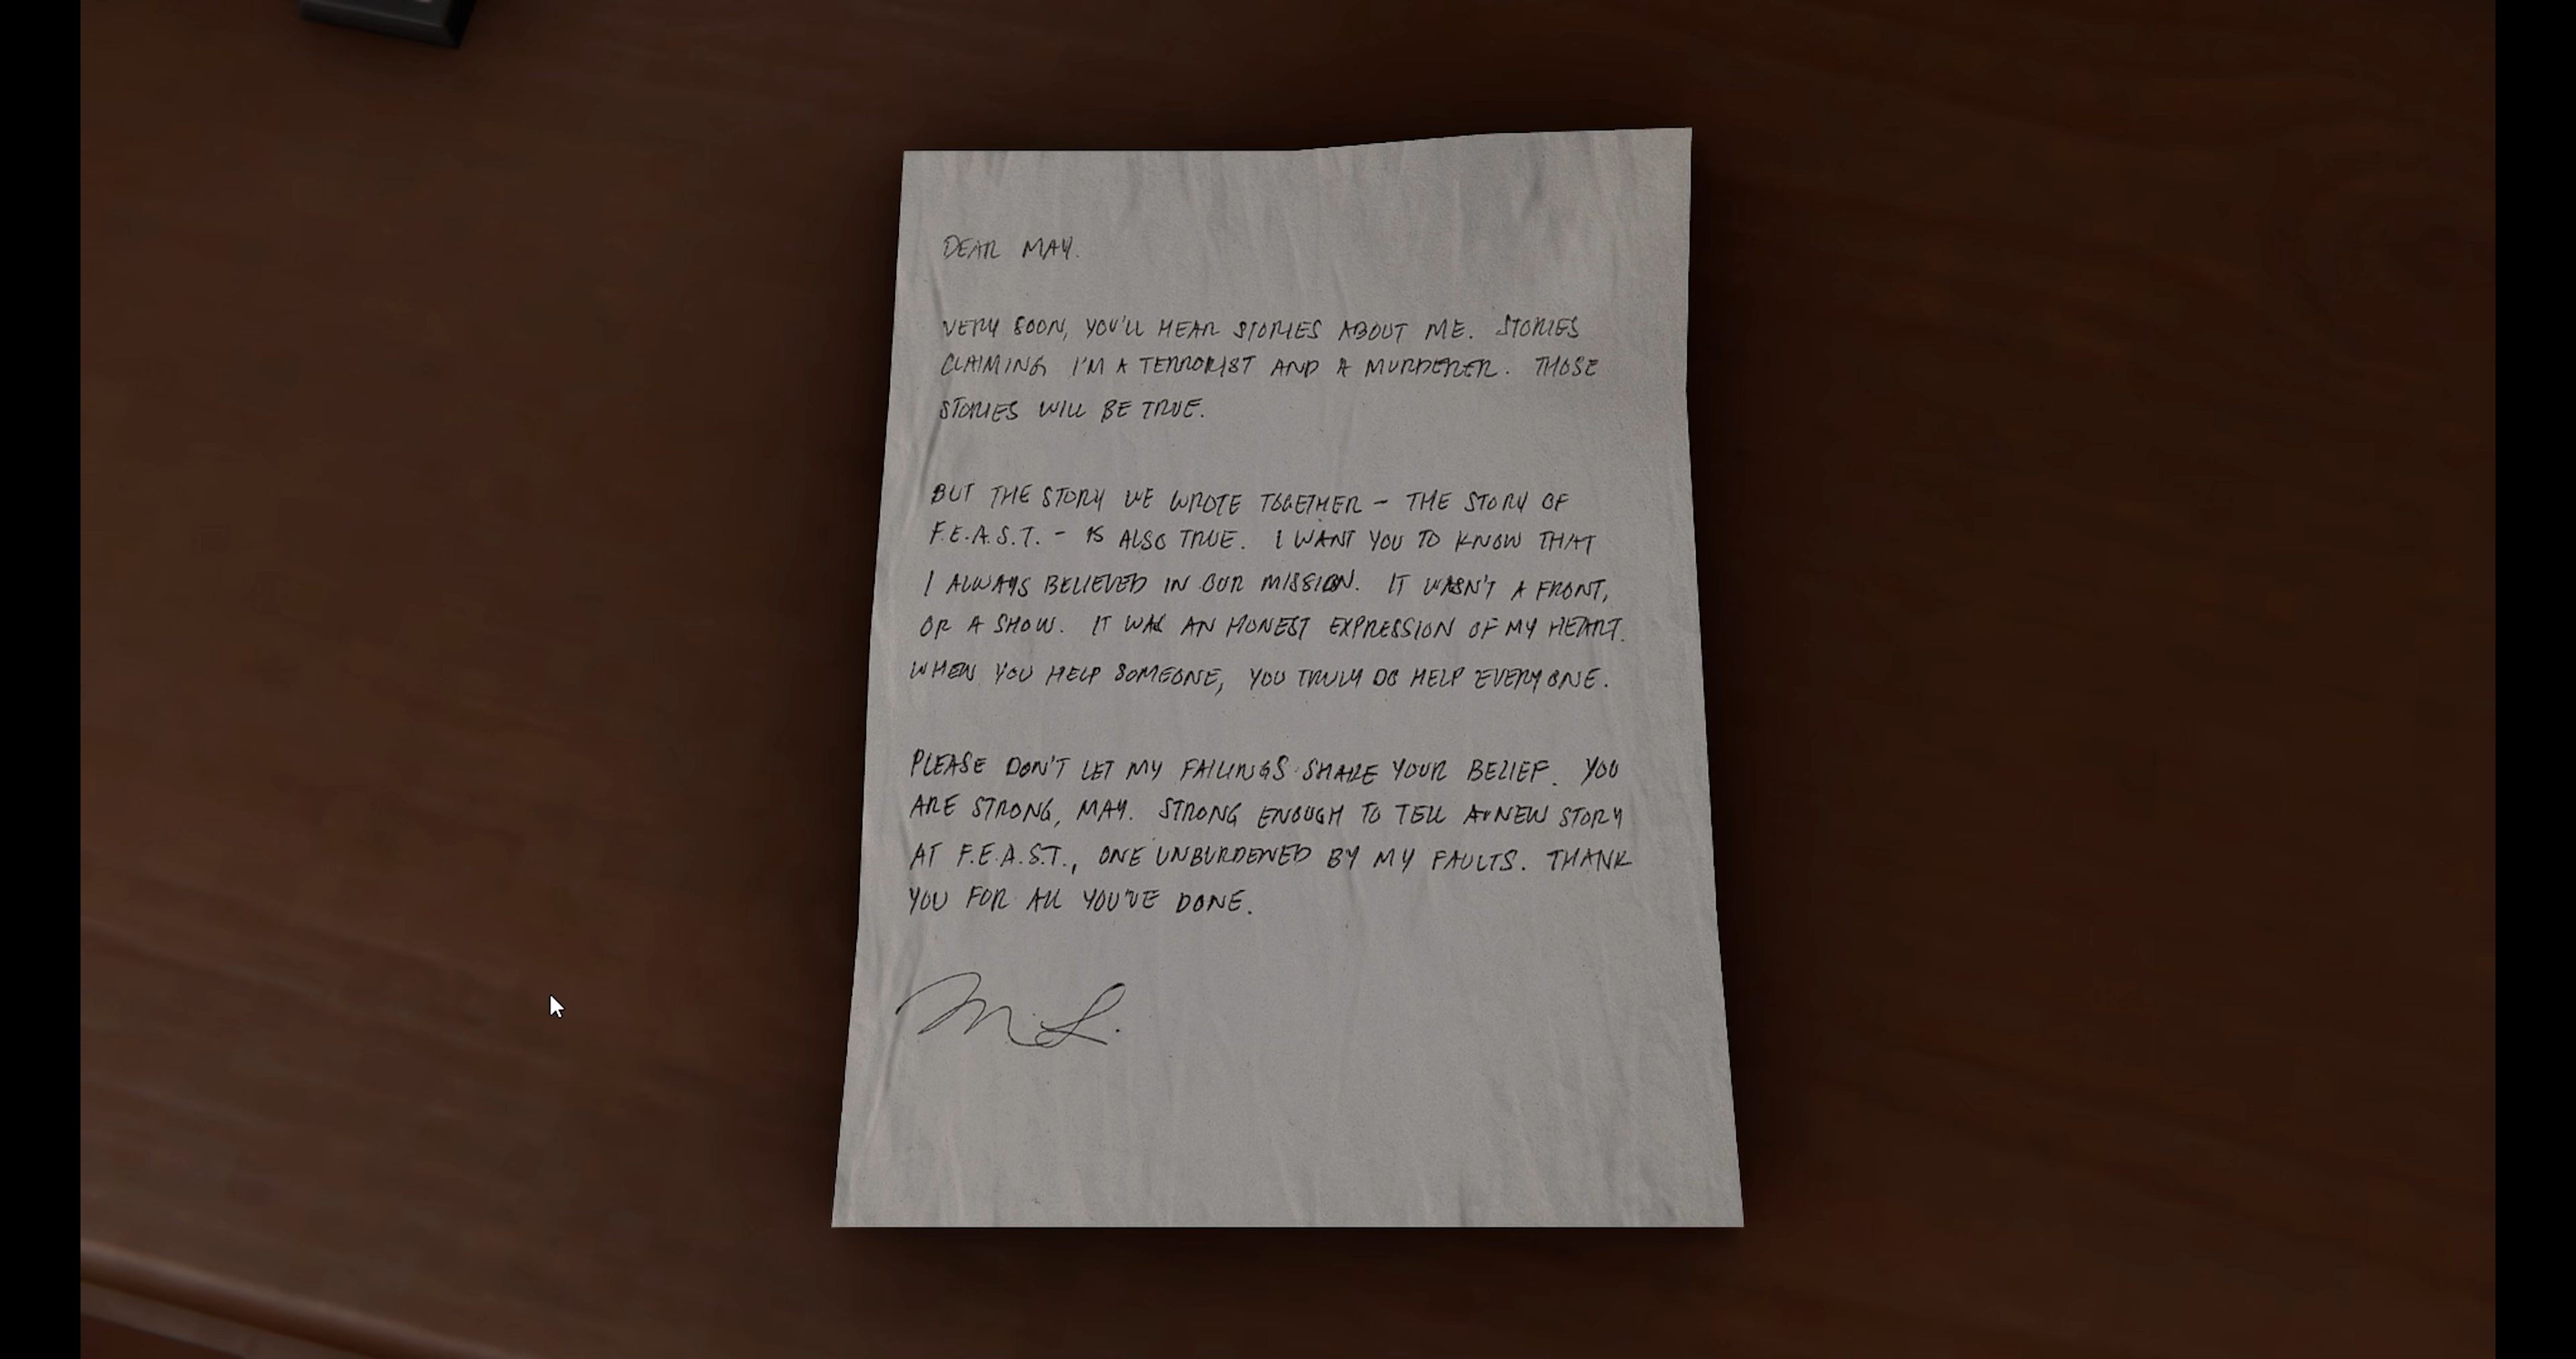 DEAR MAY.
VERY SOON, YOU'LL HEAR STORIES ABOUT ME. STORIES
CLAIMING I'M A TERRORIST AND A MURDERER. THOSE
STORIES WILL BE TRUE.
BUT THE STORY WE WROTE TOGETHER – THE STORY OF
F.E.A.S.T. – IS ALSO TRUE. I WANT YOU TO KNOW THAT
I ALWAYS BELIEVED IN OUR MISSION. IT WASN'T A FRONT,
OR A SHOW. IT WAS AN HONEST EXPRESSION OF MY HEART.
WHEN YOU HELP SOMEONE, YOU TRULY DO HELP EVERYONE.
PLEASE DON'T LET MY FAILINGS SHAKE YOUR BELIEF. YOU
ARE STRONG, MAY. STRONG ENOUGH TO TELL A NEW STORY
AT F.E.A.S.T., ONE UNBURDENED BY MY FAULTS. THANK
YOU FOR ALL YOU'VE DONE.
M.L.